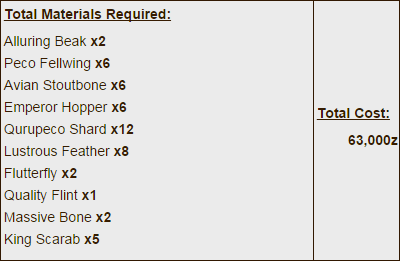 Total Materials Required:
Alluring Beak x2
Peco Fellwing x6
Avian Stoutbone x6
Emperor Hopper x6
Qurupeco Shard x12
Lustrous Feather x8
Flutterfly x2
Quality Flint x1
Massive Bone x2
King Scarab x5
Total Cost:
63,000z